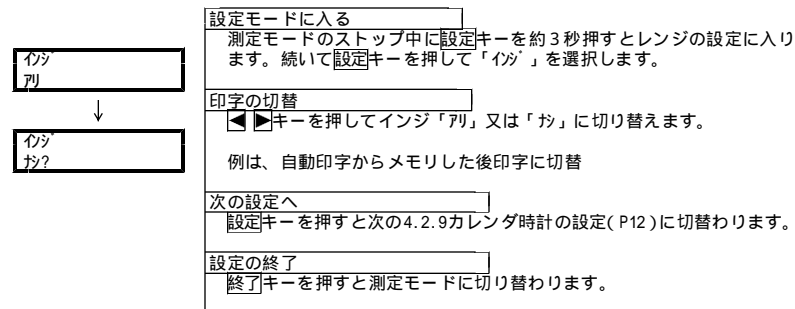 設定モードに入る
測定モードのストップ中に設定キーを約3秒押すとレンジの設定に入り
ます。続いて設定キーを押して「ｲﾝｼﾞ」を選択します。
ｲﾝｼﾞ
ｱﾘ
↓
ｲﾝｼﾞ
ﾅｼ?
印字の切替
◀ ▶キーを押してインジ「ｱﾘ」又は「ﾅｼ」に切り替えます。
例は、自動印字からメモリした後印字に切替
次の設定へ
設定キーを押すと次の4.2.9カレンダ時計の設定(P12)に切替わります。
設定の終了
終了キーを押すと測定モードに切り替わります。